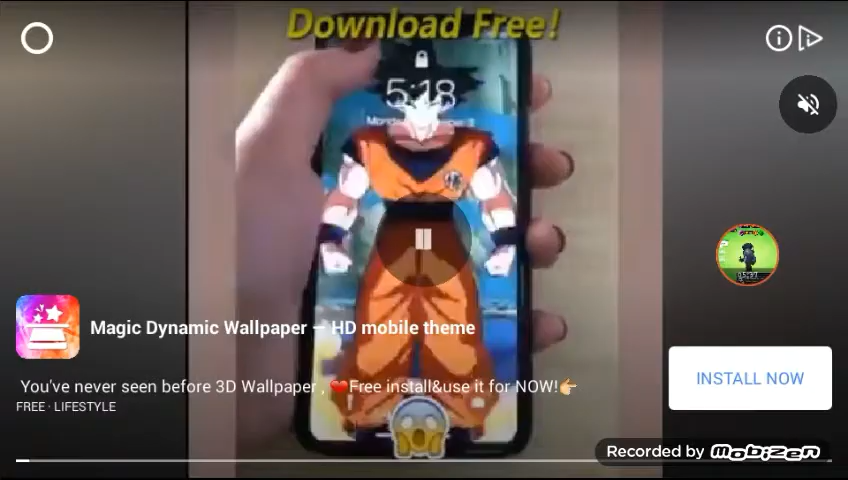 Download Free!
5:18
Magic Dynamic Wallpaper – HD mobile theme
You've never seen before 3D Wallpaper , ❤️Free install&use it for NOW!👉
FREE · LIFESTYLE
INSTALL NOW
Recorded by MOBIZEN